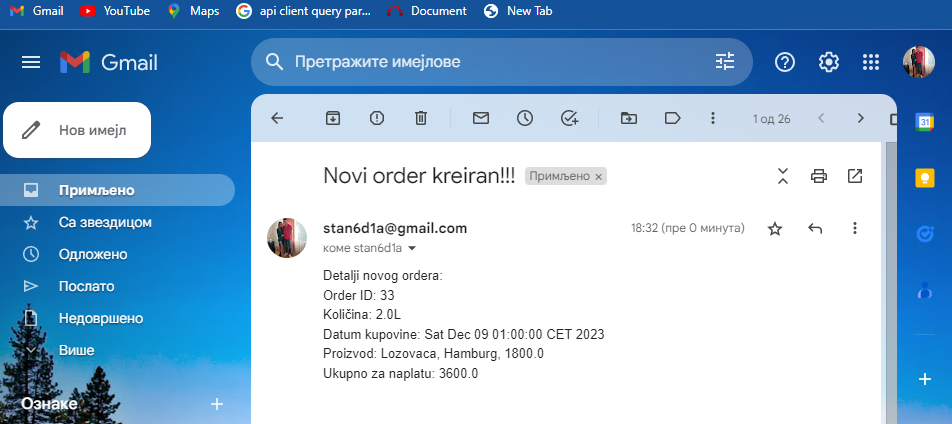 Gmail
YouTube
Maps
api client query par...
Document
New Tab
Gmail
Претражите имејлове
Нов имејл
1 од 26
31
Примљено
Са звездицом
Одложено
Послато
Недовршено
Више
Ознаке
Novi order kreiran!!!
Примљено ×
stan6d1a@gmail.com
18:32 (пре 0 минута)
коме stan6d1a
Detalji novog ordera:
Order ID: 33
Količina: 2.0L
Datum kupovine: Sat Dec 09 01:00:00 CET 2023
Proizvod: Lozovaca, Hamburg, 1800.0
Ukupno za naplatu: 3600.0